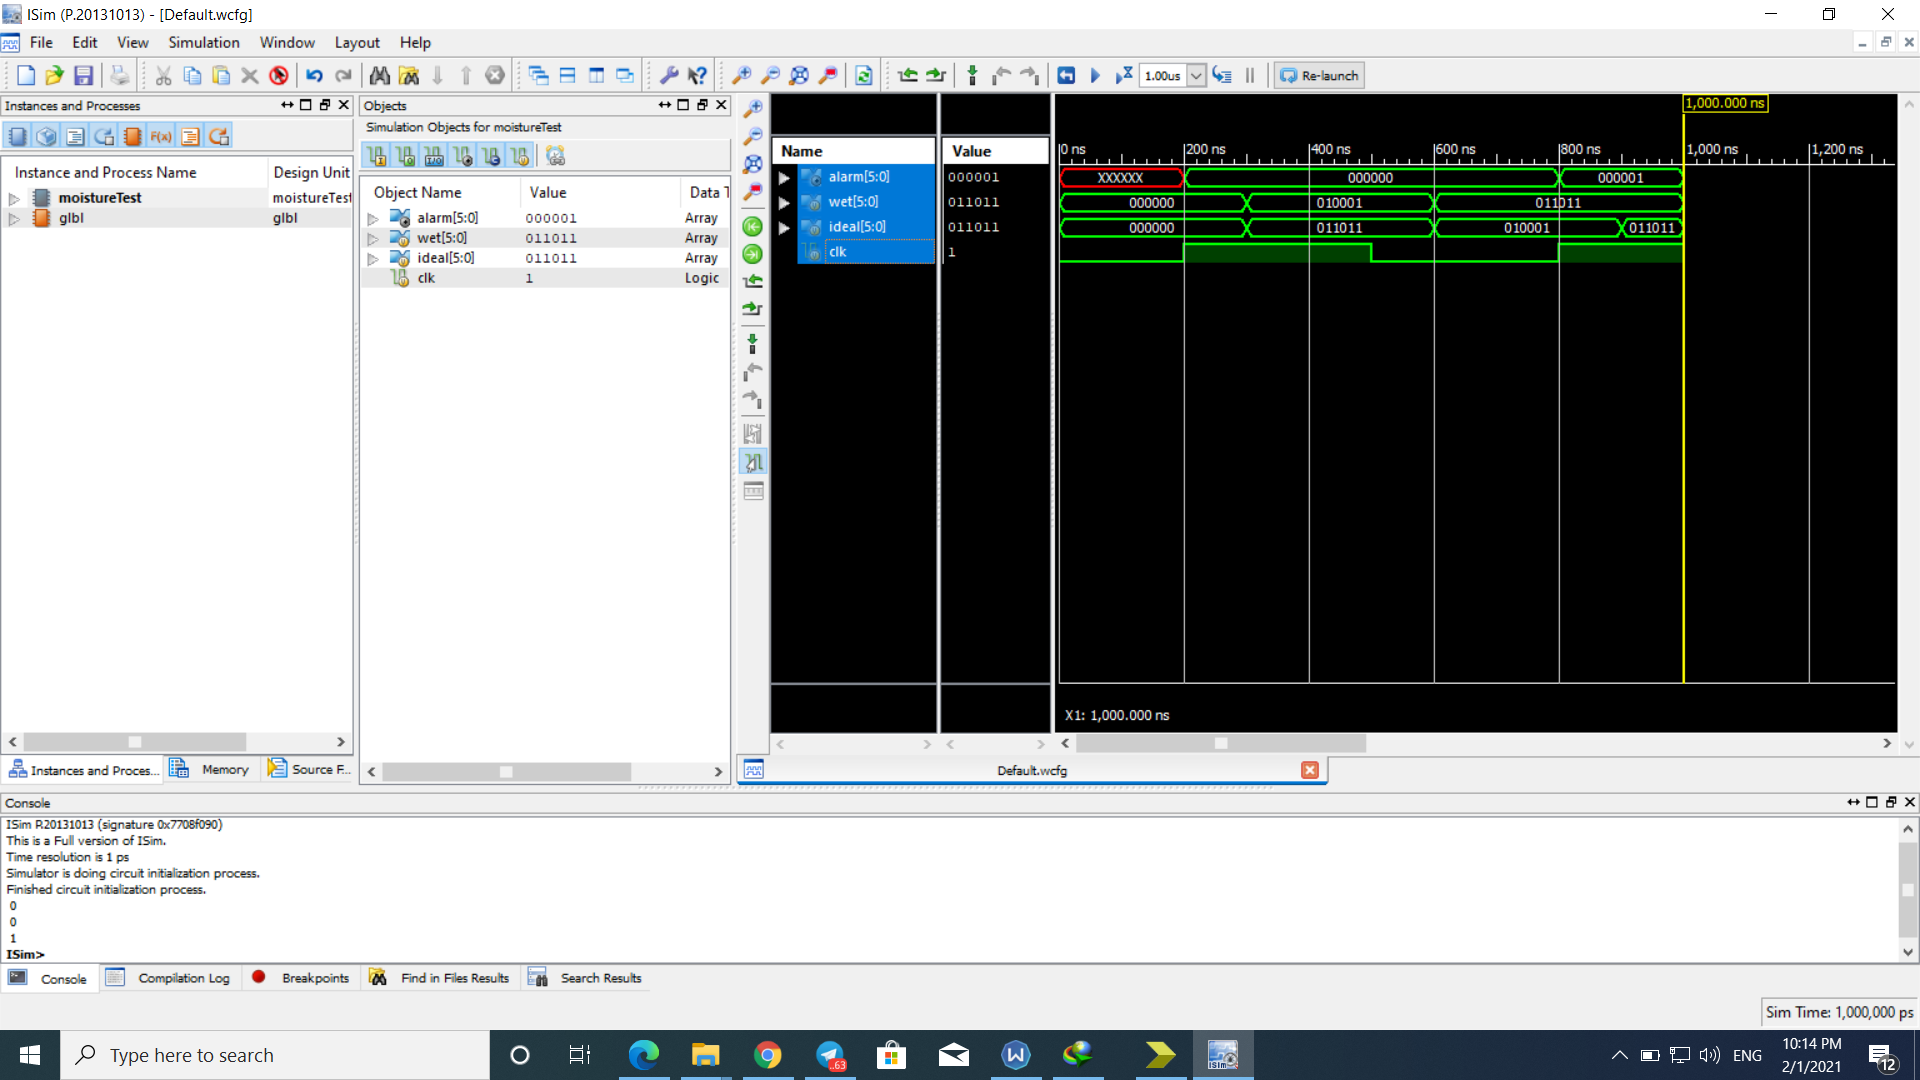 ISim (P.20131013) - [Default.wcfg]
File Edit View Simulation Window Layout Help
1.00us Re-launch
Instances and Processes
F(x)
Instance and Process Name Design Unit
moistureTest moistureTest
glbl glbl
Instances and Proces... Memory Source F...
Objects
Simulation Objects for moistureTest
Object Name Value Data T
alarm[5:0] 000001 Array
wet[5:0] 011011 Array
ideal[5:0] 011011 Array
clk 1 Logic
Name Value
alarm[5:0] 000001
wet[5:0] 011011
ideal[5:0] 011011
clk 1
1,000.000 ns
0 ns 200 ns 400 ns 600 ns 800 ns 1,000 ns 1,200 ns
XXXXXX 000000 000001
000000 010001 011011
000000 011011 010001 011011
X1: 1,000.000 ns
Default.wcfg
Console
ISim P.20131013 (signature 0x7708f090)
This is a Full version of ISim.
Time resolution is 1 ps
Simulator is doing circuit initialization process.
Finished circuit initialization process.
0
0
1
ISim>
Console Compilation Log Breakpoints Find in Files Results Search Results
Sim Time: 1,000,000 ps
Type here to search
..63
ISim
ENG
10:14 PM
2/1/2021
12